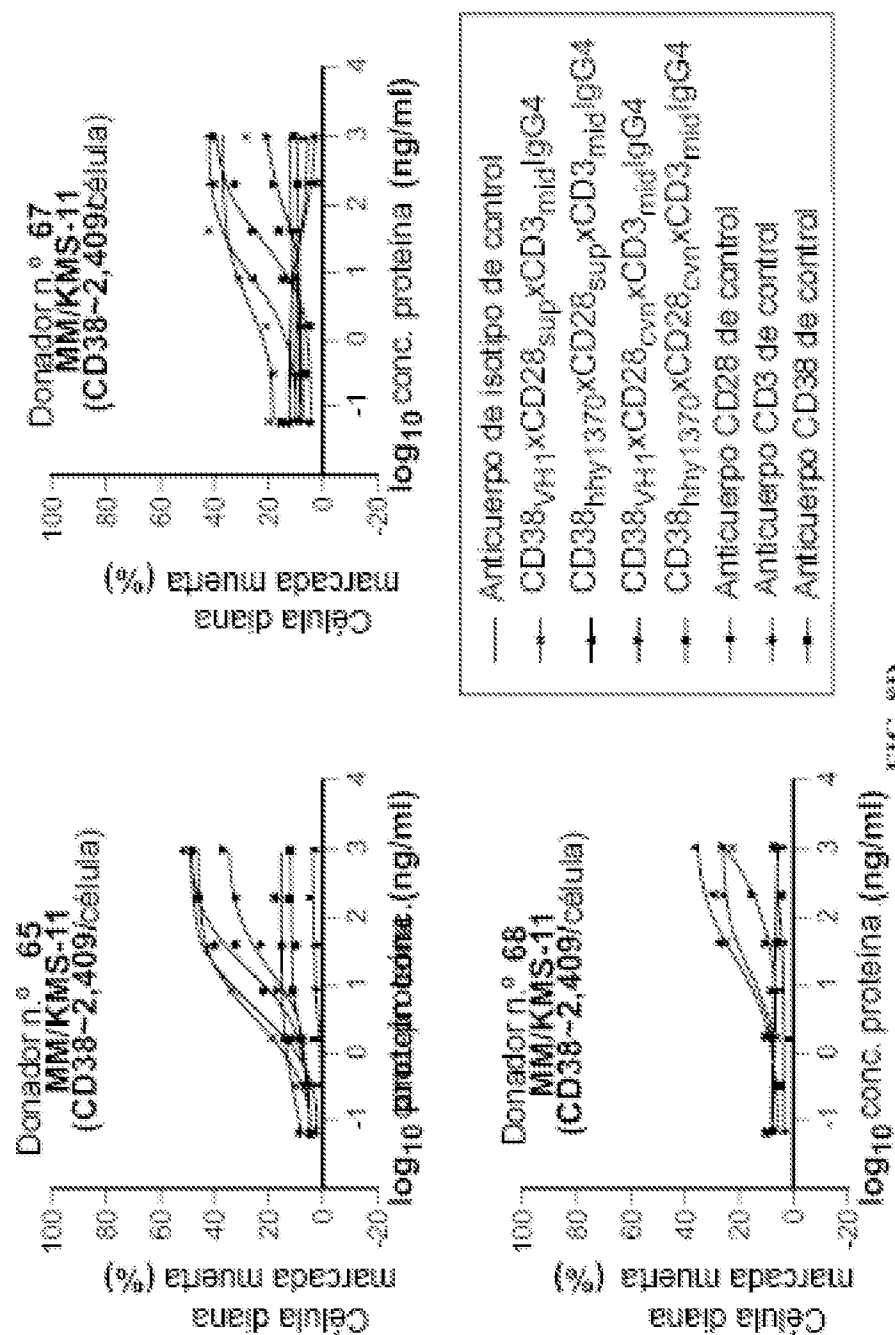 Donador n.º 65
MM/KMS-11
(CD38~2,409/célula)
Célula diana
marcada muerta (%)
100
80
60
40
20
0
-20
-1
0
1
2
3
4
log10 (ng/ml)
Donador n.º 67
MM/KMS-11
(CD38~2,409/célula)
Célula diana
marcada muerta (%)
100
80
60
40
20
0
-20
-1
0
1
2
3
4
log10 conc. proteína (ng/ml)
Donador n.º 68
MM/KMS-11
(CD38~2,409/célula)
Célula diana
marcada muerta (%)
100
80
60
40
20
0
-20
-1
0
1
2
3
4
log10 conc. proteína (ng/ml)
Anticuerpo de isotipo de control
CD38VH1xCD28supxCD3midIgG4
CD38hhy1370xCD28supxCD3midIgG4
CD38VH1xCD28cvnxCD3midIgG4
CD38hhy1370xCD28cvnxCD3midIgG4
Anticuerpo CD28 de control
Anticuerpo CD3 de control
Anticuerpo CD38 de control